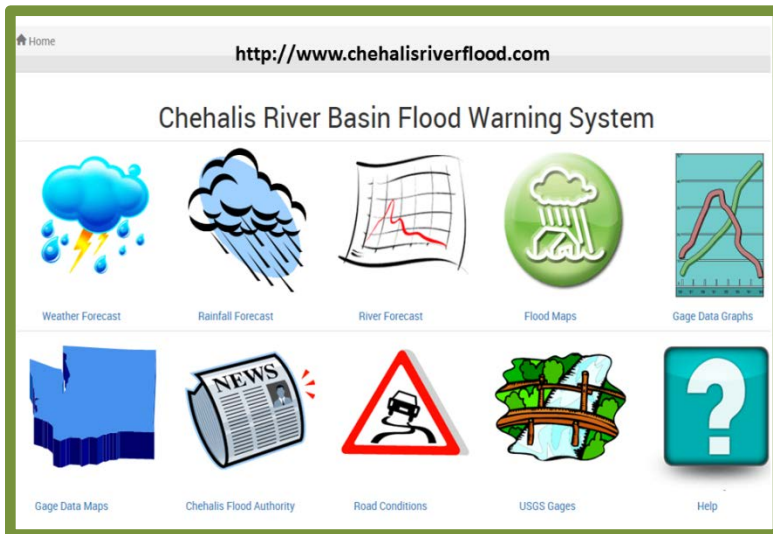 Home
http://www.chehalisriverflood.com
Chehalis River Basin Flood Warning System
Weather Forecast
Rainfall Forecast
River Forecast
Flood Maps
Gage Data Graphs
NEWS
Gage Data Maps
Chehalis Flood Authority
Road Conditions
USGS Gages
?
Help